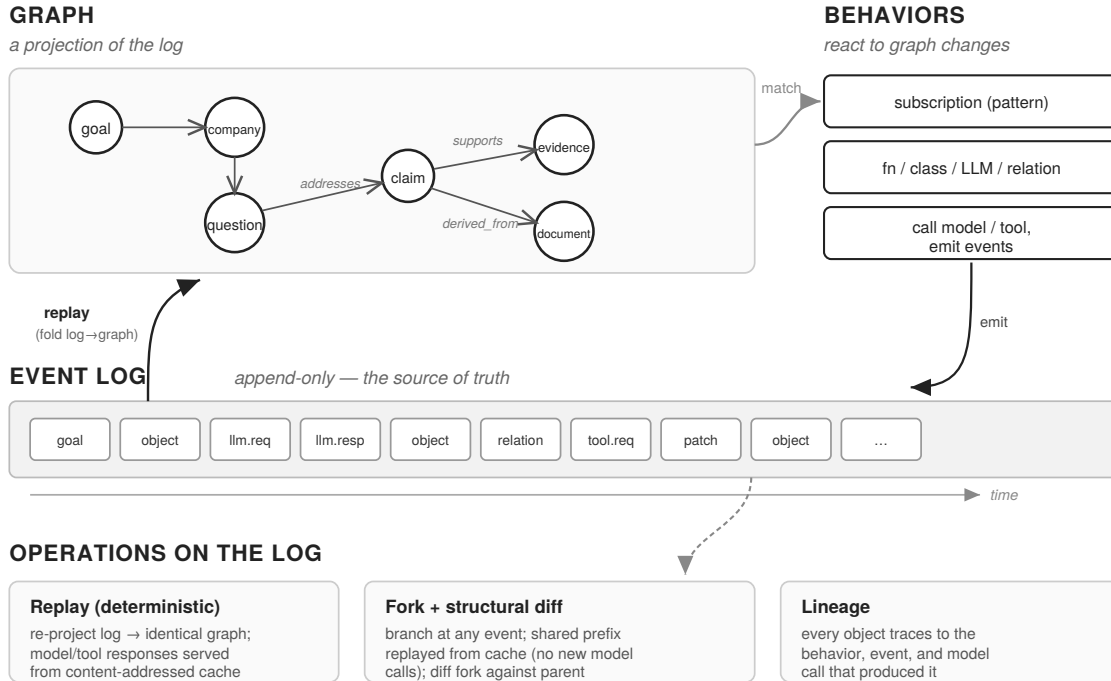 GRAPH
a projection of the log
BEHAVIORS
react to graph changes
goal
company
question
addresses
claim
supports
evidence
derived_from
document
match
subscription (pattern)
fn / class / LLM / relation
call model / tool,
emit events
replay
(fold log→graph)
emit
EVENT LOG
append-only — the source of truth
goal
object
llm.req
llm.resp
object
relation
tool.req
patch
object
…
time
OPERATIONS ON THE LOG
Replay (deterministic)
re-project log → identical graph;
model/tool responses served
from content-addressed cache
Fork + structural diff
branch at any event; shared prefix
replayed from cache (no new model
calls); diff fork against parent
Lineage
every object traces to the
behavior, event, and model
call that produced it